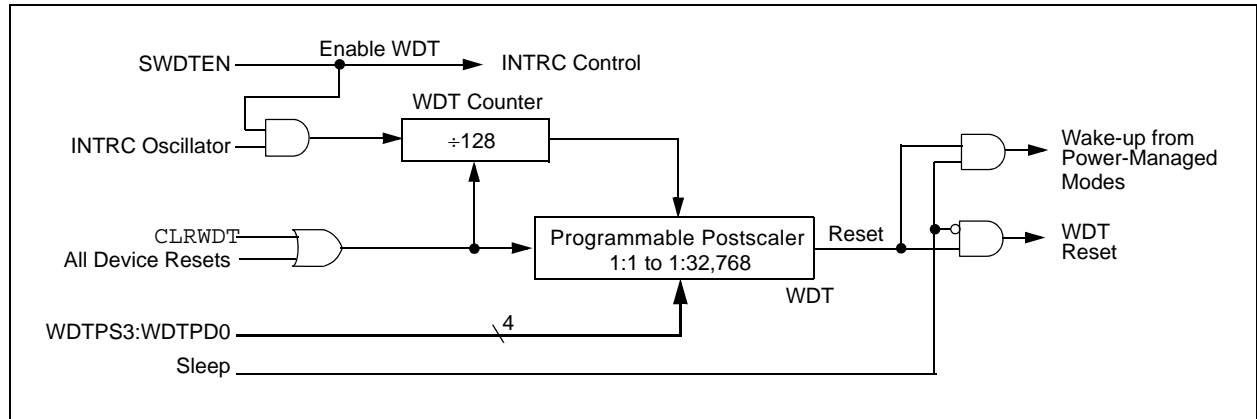 Enable WDT
SWDTEN
INTRC Control
WDT Counter
INTRC Oscillator
÷128
Wake-up from
Power-Managed
Modes
CLRWDT
All Device Resets
Programmable Postscaler
1:1 to 1:32,768
Reset
WDT
Reset
WDT
4
WDTPS3:WDTPD0
Sleep